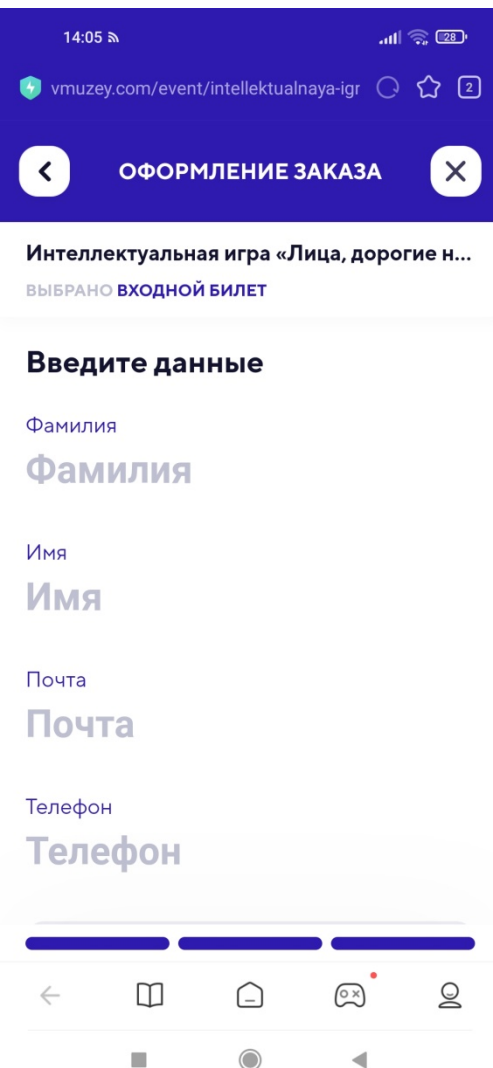 14:05
28
vmuzey.com/event/intellektualnaya-igr
2
ОФОРМЛЕНИЕ ЗАКАЗА
Интеллектуальная игра «Лица, дорогие н...
ВЫБРАНО ВХОДНОЙ БИЛЕТ
Введите данные
Фамилия
Фамилия
Имя
Имя
Почта
Почта
Телефон
Телефон